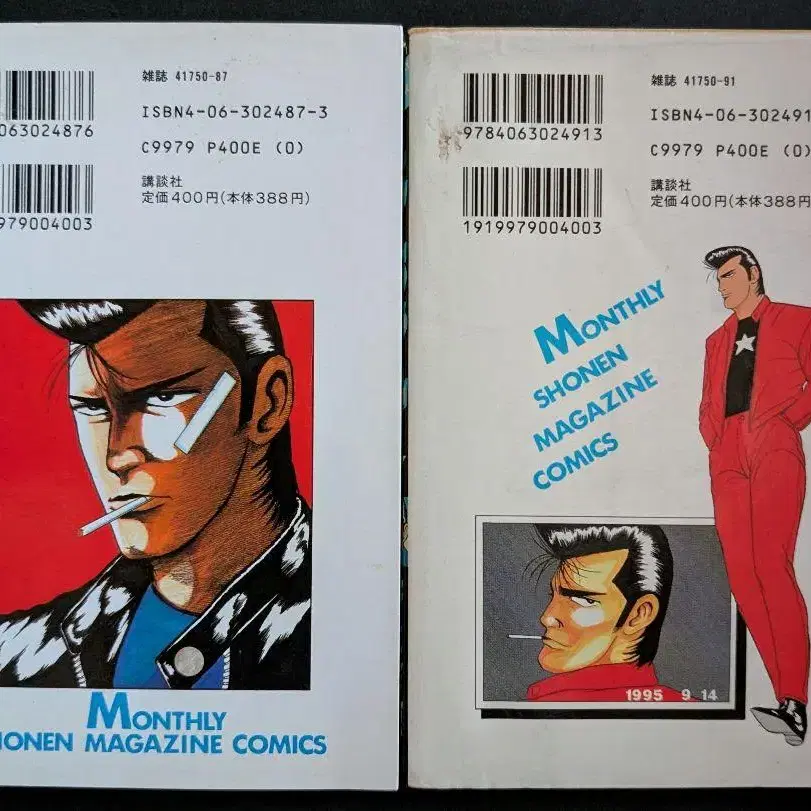 雑誌 41750-87
ISBN4-06-302487-3
063024876
C9979 P400E (0)
講談社
定価400円(本体388円)
979004003
MONTHLY
HONEN MAGAZINE COMICS
雑誌 41750-91
ISBN4-06-302491
9784063024913
C9979 P400E (0)
講談社
定価400円(本体388円
1919979004003
MONTHLY
SHONEN
MAGAZINE
COMICS
1995 9 14